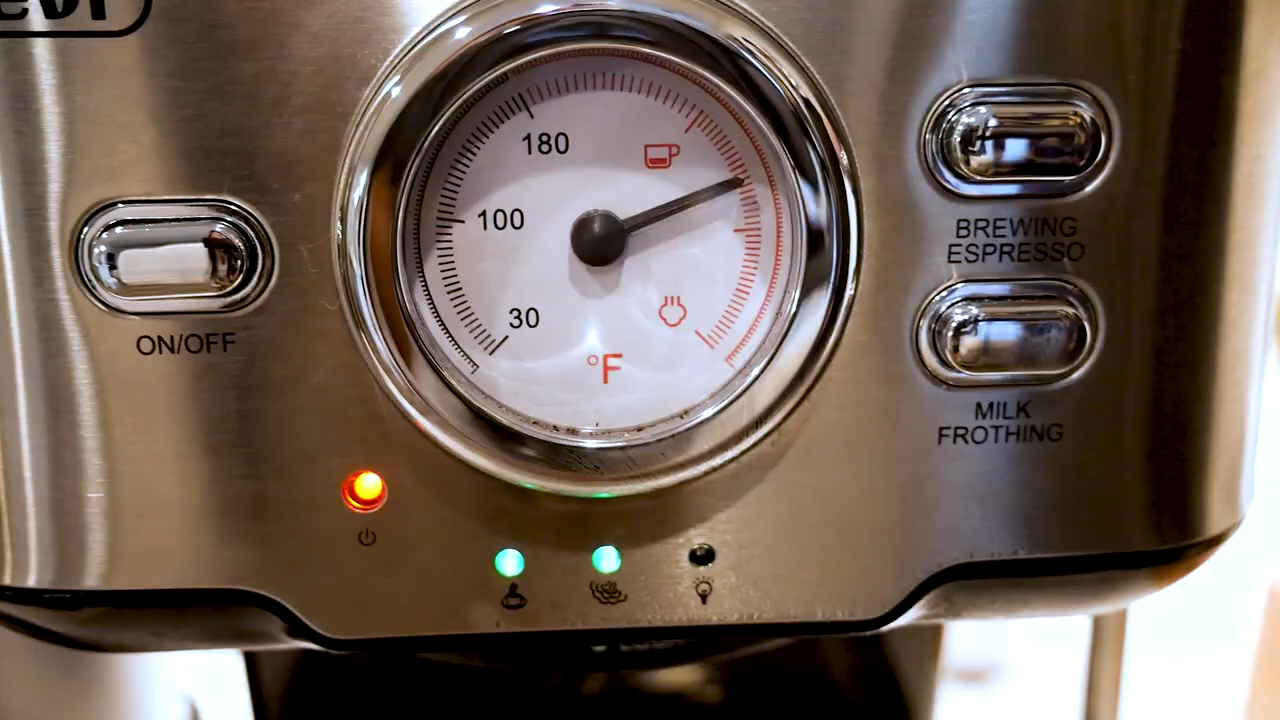 180
100
30
°F
ON/OFF
BREWING
ESPRESSO
MILK
FROTHING